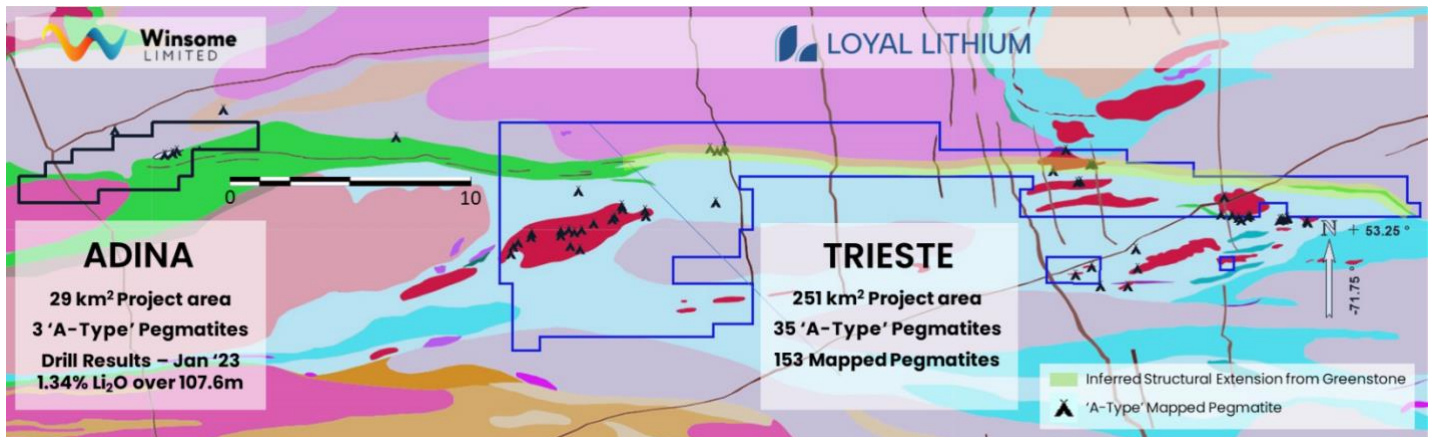 Winsome
LIMITED
LOYAL LITHIUM
0
10
ADINA
29 km² Project area
3 ‘A-Type’ Pegmatites
Drill Results – Jan ‘23
1.34% Li₂O over 107.6m
TRIESTE
251 km² Project area
35 ‘A-Type’ Pegmatites
153 Mapped Pegmatites
N + 53.25 °
-71.75 °
Inferred Structural Extension from Greenstone
‘A-Type’ Mapped Pegmatite